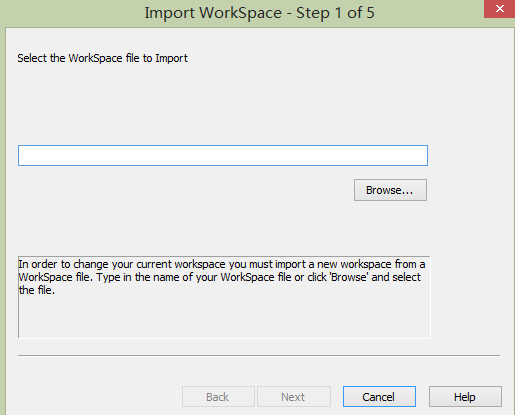 Import WorkSpace - Step 1 of 5
Select the WorkSpace file to Import
Browse...
In order to change your current workspace you must import a new workspace from a
WorkSpace file. Type in the name of your WorkSpace file or click 'Browse' and select
the file.
Back
Next
Cancel
Help